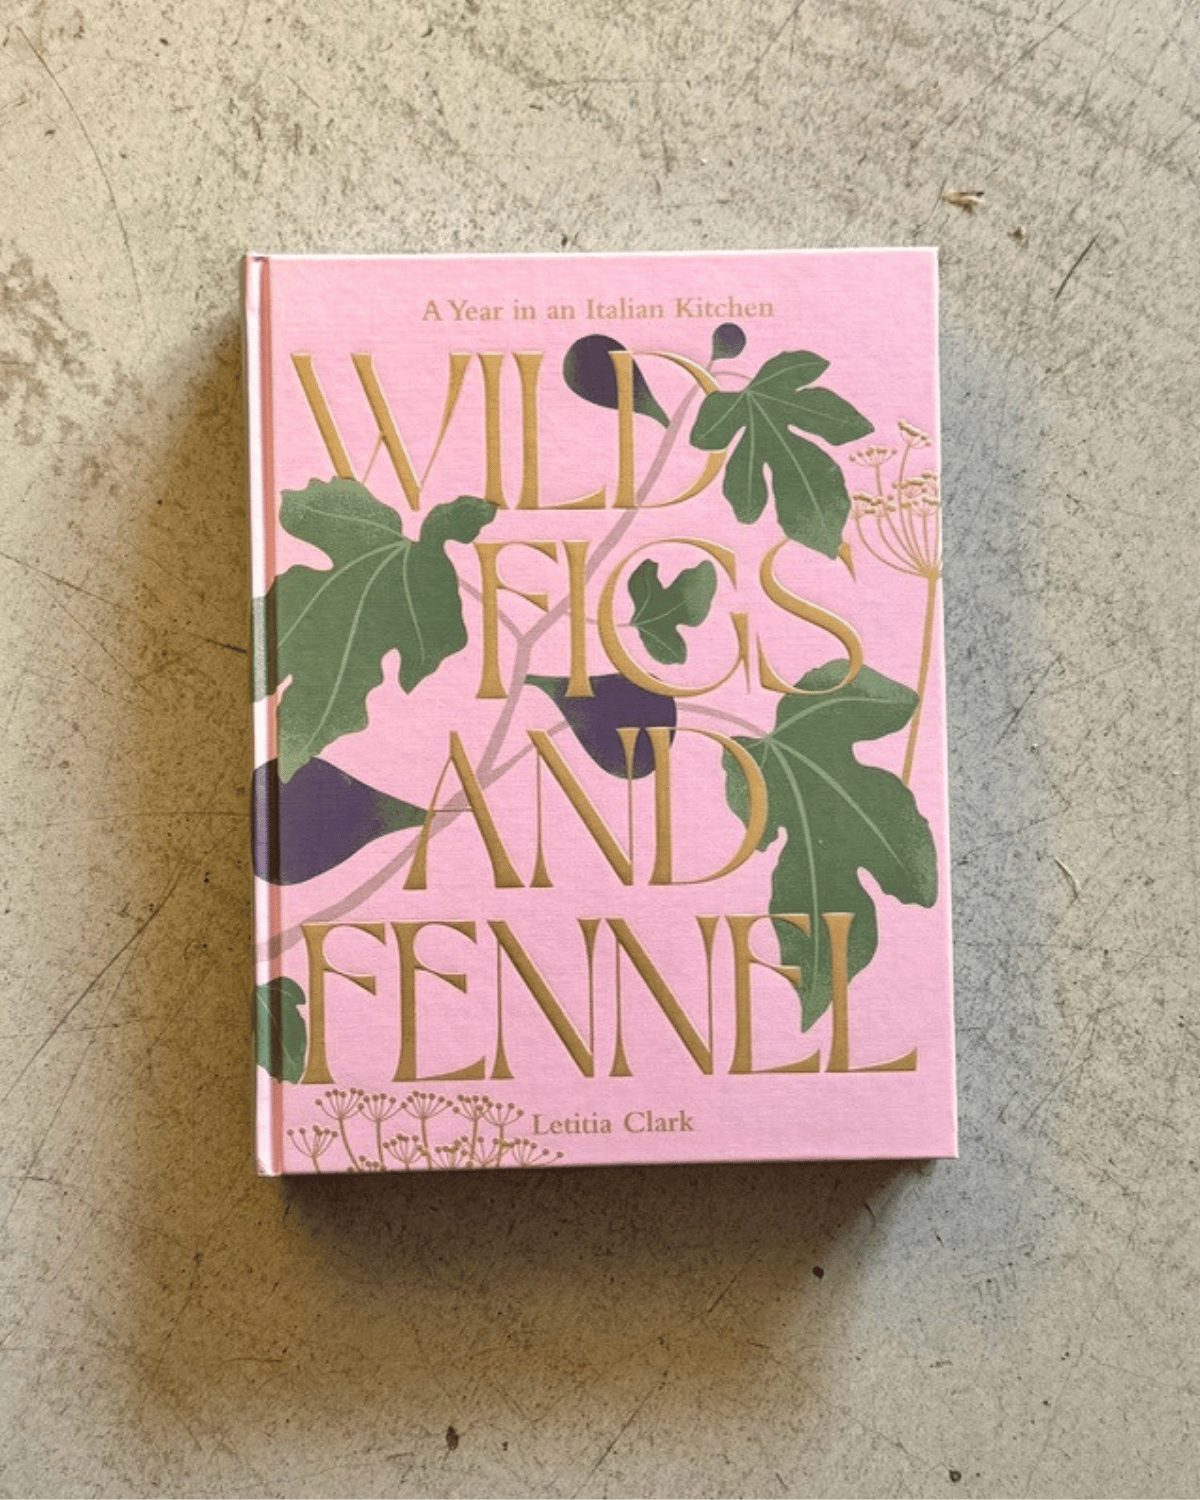 A Year in an Italian Kitchen
WILD
FIGS
AND
FENNEL
Letitia Clark